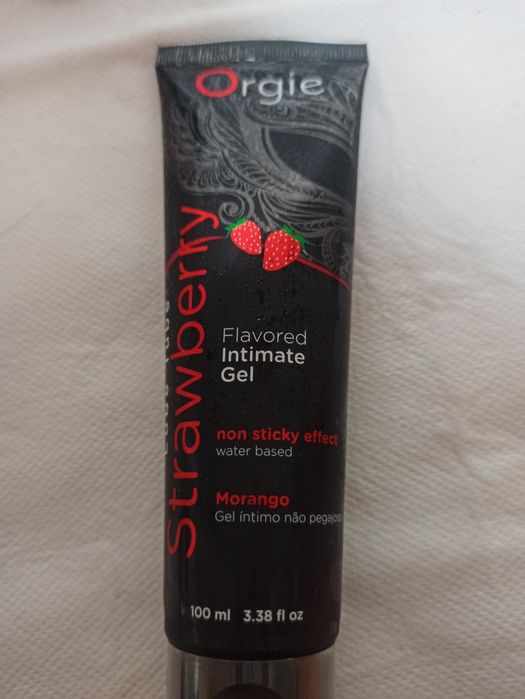 Orgie
Strawberry
Flavored
Intimate
Gel
non sticky effect
water based
Morango
Gel íntimo não pegajoso
100 ml 3.38 fl oz